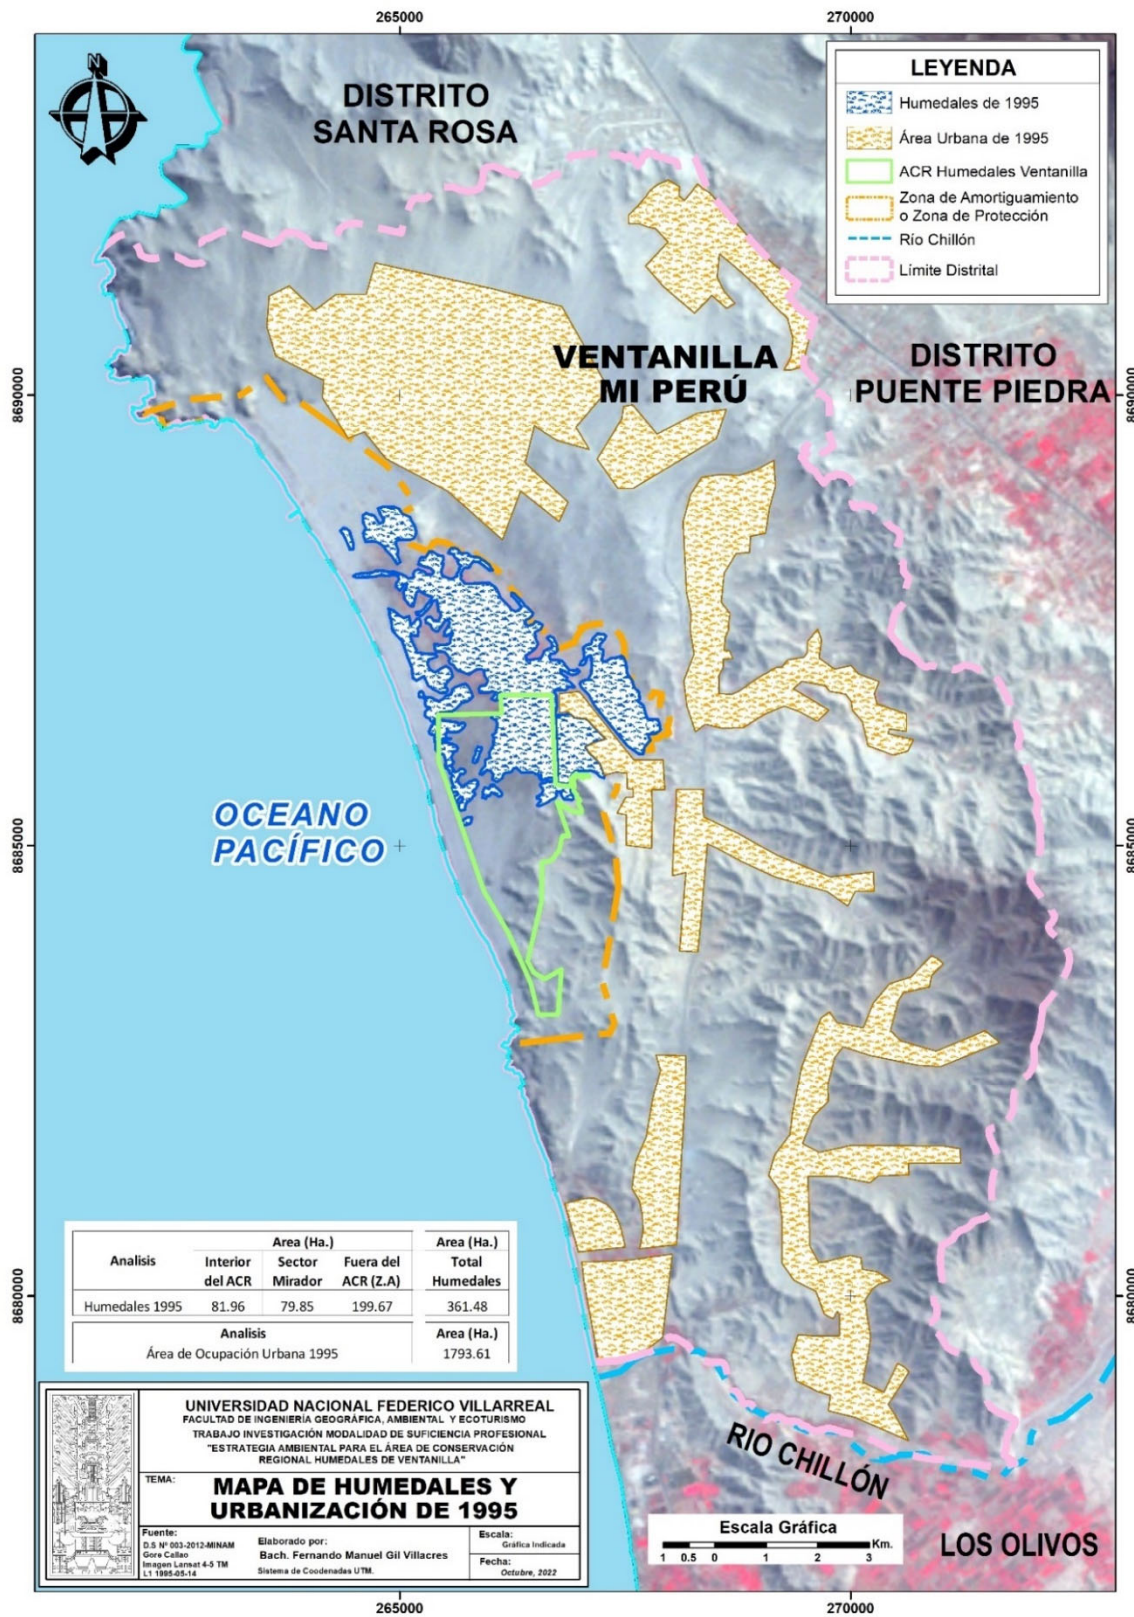 265000
270000
N
DISTRITO
SANTA ROSA
LEYENDA
Humedales de 1995
Área Urbana de 1995
ACR Humedales Ventanilla
Zona de Amortiguamiento
o Zona de Protección
Río Chillón
Límite Distrital
VENTANILLA
MI PERÚ
DISTRITO
PUENTE PIEDRA
8690000
8690000
OCEANO
PACÍFICO
8685000
8685000
Area (Ha.)
Area (Ha.)
Analisis
Interior
del ACR
Sector
Mirador
Fuera del
ACR (Z.A)
Total
Humedales
Humedales 1995 81.96 79.85 199.67 361.48
Analisis Area (Ha.)
Área de Ocupación Urbana 1995 1793.61
8680000
8680000
UNIVERSIDAD NACIONAL FEDERICO VILLARREAL
FACULTAD DE INGENIERÍA GEOGRÁFICA, AMBIENTAL Y ECOTURISMO
TRABAJO INVESTIGACIÓN MODALIDAD DE SUFICIENCIA PROFESIONAL
"ESTRATEGIA AMBIENTAL PARA EL ÁREA DE CONSERVACIÓN
REGIONAL HUMEDALES DE VENTANILLA"
TEMA:
MAPA DE HUMEDALES Y
URBANIZACIÓN DE 1995
Fuente:
D.S Nº 003-2012-MINAM
Gore Callao
Imagen Lansat 4-5 TM
L1 1995-05-14
Elaborado por:
Bach. Fernando Manuel Gil Villacres
Sistema de Coodenadas UTM.
Escala:
Gráfica Indicada
Fecha:
Octubre, 2022
RIO CHILLÓN
Escala Gráfica
1 0.5 0 1 2 3 Km.
LOS OLIVOS
265000
270000